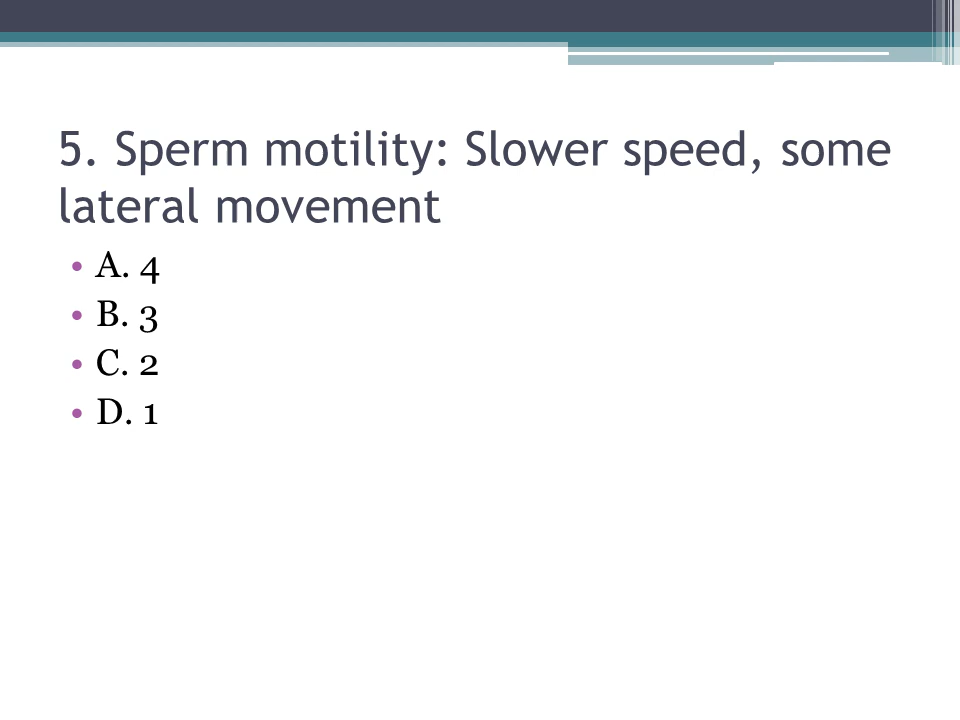 5. Sperm motility: Slower speed, some
lateral movement
• A. 4
• B. 3
• C. 2
• D. 1